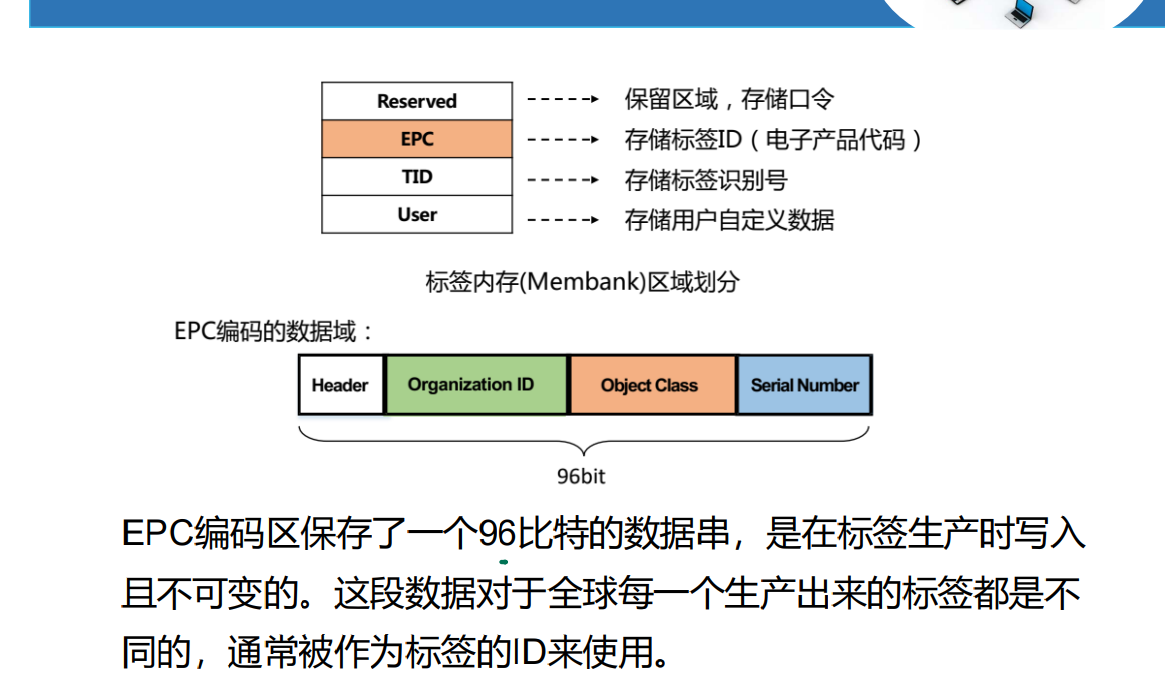 Reserved
保留区域，存储口令
EPC
存储标签ID（电子产品代码）
TID
存储标签识别号
User
存储用户自定义数据
标签内存(Membank)区域划分
EPC编码的数据域：
Header Organization ID Object Class Serial Number
96bit
EPC编码区保存了一个96比特的数据串，是在标签生产时写入
且不可变的。这段数据对于全球每一个生产出来的标签都是不
同的，通常被作为标签的ID来使用。